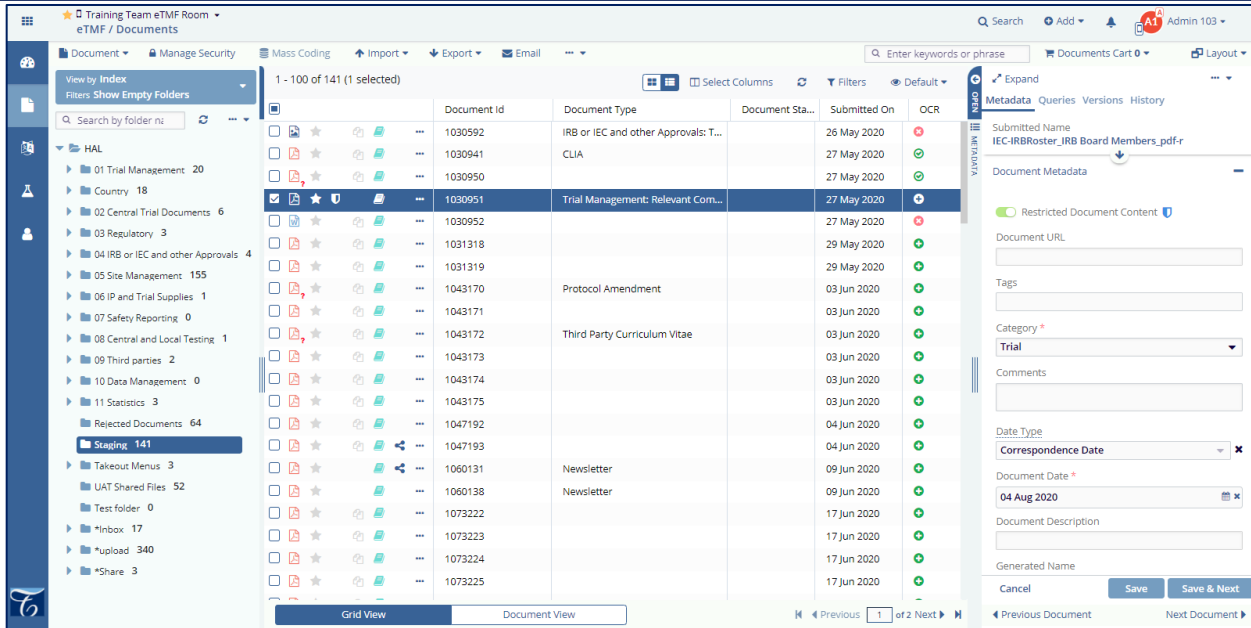 Training Team eTMF Room
eTMF / Documents
Search
Add
A
A1
Admin 103
Document
Manage Security
Mass Coding
Import
Export
Email
Enter keywords or phrase
Documents Cart 0
Layout
View by Index
Filters Show Empty Folders
Search by folder na
HAL
01 Trial Management 20
Country 18
02 Central Trial Documents 6
03 Regulatory 3
04 IRB or IEC and other Approvals 4
05 Site Management 155
06 IP and Trial Supplies 1
07 Safety Reporting 0
08 Central and Local Testing 1
09 Third parties 2
10 Data Management 0
11 Statistics 3
Rejected Documents 64
Staging 141
Takeout Menus 3
UAT Shared Files 52
Test folder 0
*Inbox 17
*upload 340
*Share 3
1 - 100 of 141 (1 selected)
Select Columns
Filters
Default
Document Id Document Type Document Sta... Submitted On OCR
1030592 IRB or IEC and other Approvals: T... 26 May 2020
1030941 CLIA 27 May 2020
? 1030950 27 May 2020
1030951 Trial Management: Relevant Com... 27 May 2020
1030952 27 May 2020
1031318 29 May 2020
1031319 29 May 2020
? 1043170 Protocol Amendment 03 Jun 2020
1043171 03 Jun 2020
? 1043172 Third Party Curriculum Vitae 03 Jun 2020
1043173 03 Jun 2020
1043174 03 Jun 2020
1043175 03 Jun 2020
1047192 04 Jun 2020
1047193 04 Jun 2020
1060131 Newsletter 09 Jun 2020
1060138 Newsletter 09 Jun 2020
1073222 17 Jun 2020
1073223 17 Jun 2020
1073224 17 Jun 2020
1073225 17 Jun 2020
Grid View
Document View
Previous 1 of 2 Next
OPEN
METADATA
Expand
Metadata Queries Versions History
Submitted Name
IEC-IRBRoster_IRB Board Members_pdf-r
Document Metadata
Restricted Document Content
Document URL
Tags
Category *
Trial
Comments
Date Type
Correspondence Date
Document Date *
04 Aug 2020
Document Description
Generated Name
Cancel
Save
Save & Next
Previous Document
Next Document